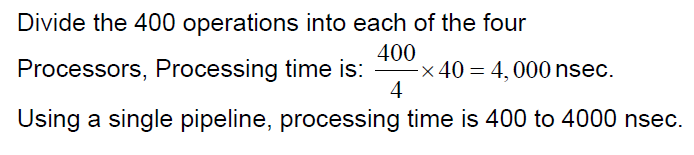 Divide the 400 operations into each of the four
Processors, Processing time is: 400/4 × 40 = 4,000 nsec.
Using a single pipeline, processing time is 400 to 4000 nsec.